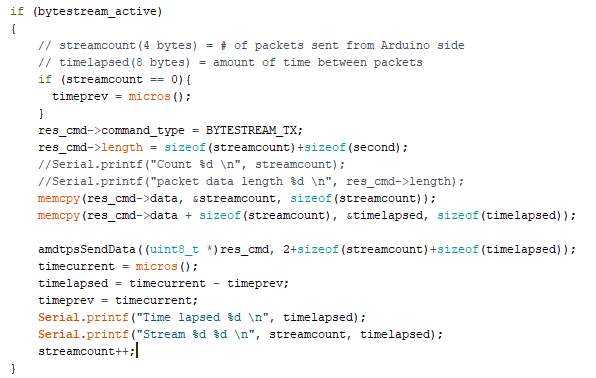 if (bytestream_active)
{
// streamcount(4 bytes) = # of packets sent from Arduino side
// timelapsed(8 bytes) = amount of time between packets
if (streamcount == 0){
timeprev = micros();
}
res_cmd->command_type = BYTESTREAM_TX;
res_cmd->length = sizeof(streamcount)+sizeof(second);
//Serial.printf("Count %d \n", streamcount);
//Serial.printf("packet data length %d \n", res_cmd->length);
memcpy(res_cmd->data, &streamcount, sizeof(streamcount));
memcpy(res_cmd->data + sizeof(streamcount), &timelapsed, sizeof(timelapsed));
amdtpsSendData((uint8_t *)res_cmd, 2+sizeof(streamcount)+sizeof(timelapsed));
timecurrent = micros();
timelapsed = timecurrent - timeprev;
timeprev = timecurrent;
Serial.printf("Time lapsed %d \n", timelapsed);
Serial.printf("Stream %d %d \n", streamcount, timelapsed);
streamcount++;
}